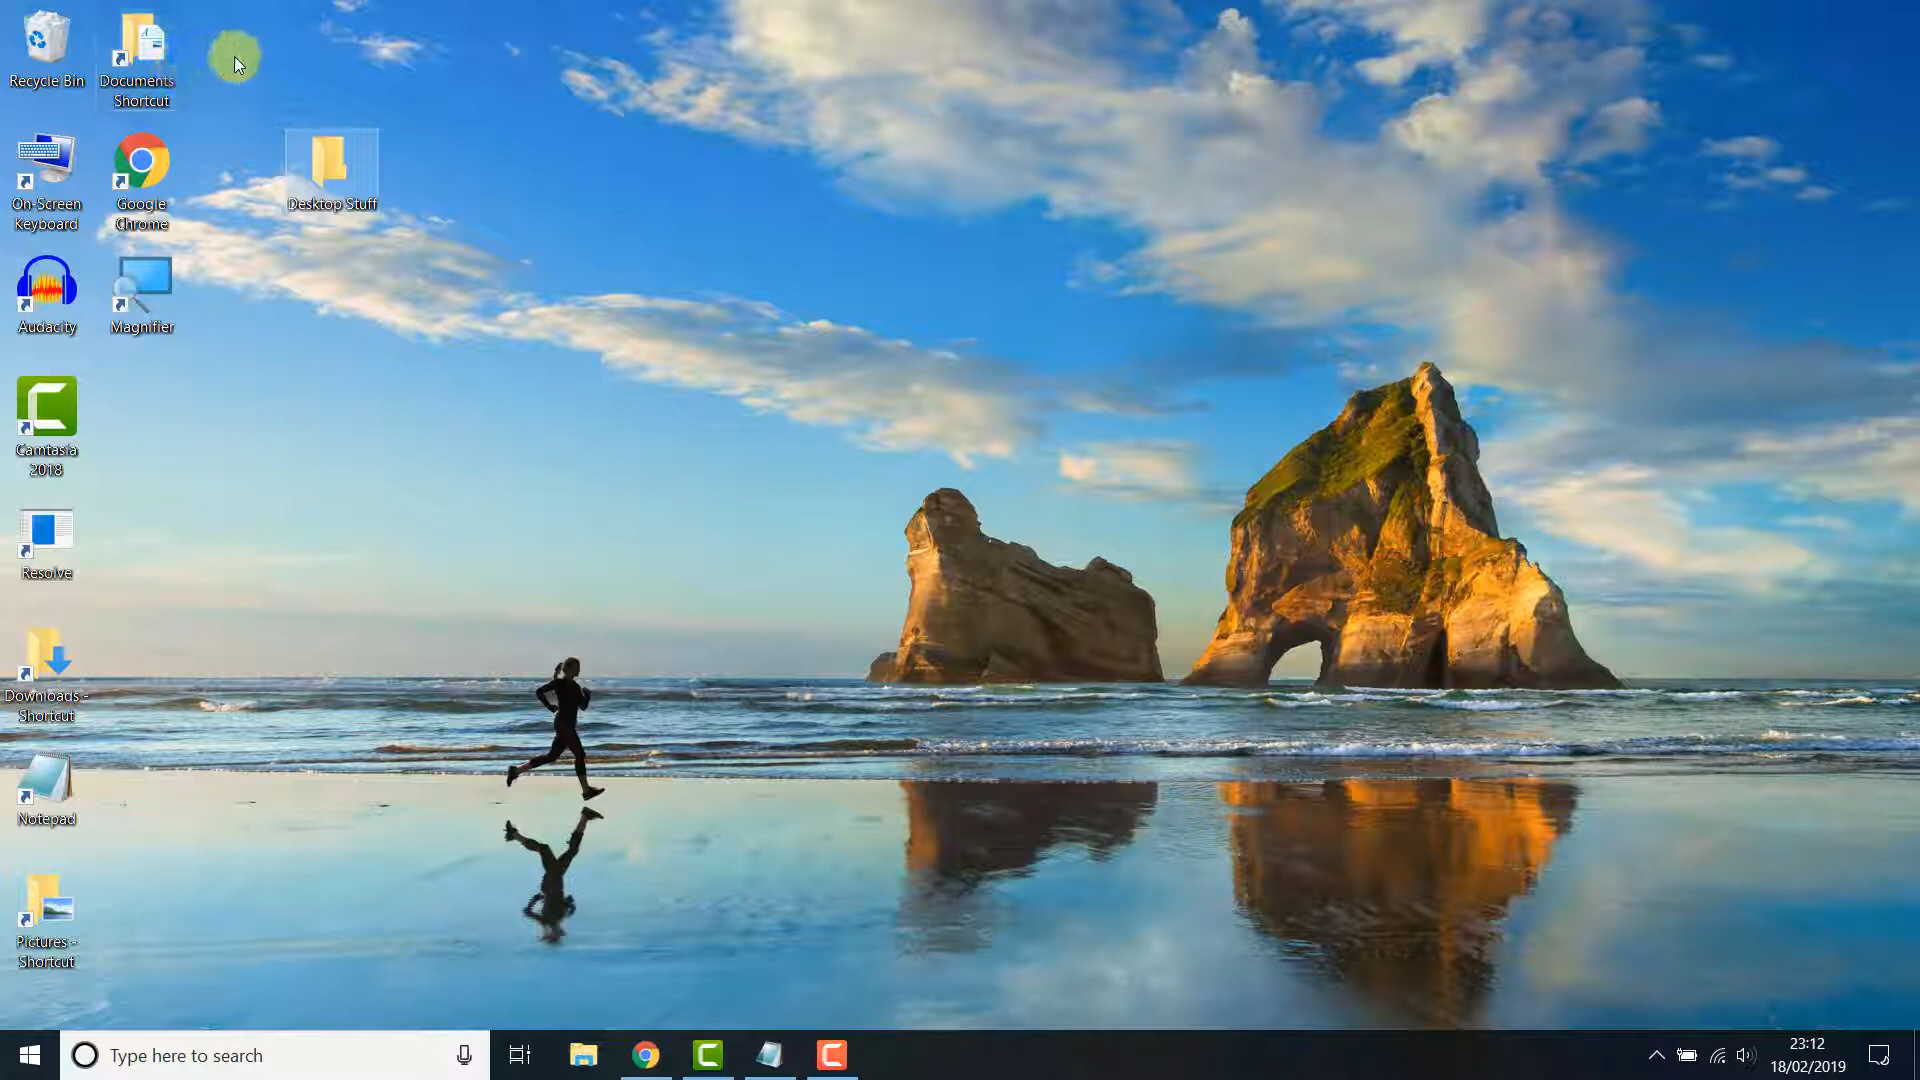 Recycle Bin
Documents
Shortcut
On-Screen
Keyboard
Google
Chrome
Desktop Stuff
Audacity
Magnifier
Camtasia
2018
Resolve
Downloads -
Shortcut
Notepad
Pictures -
Shortcut
Type here to search
23:12
18/02/2019